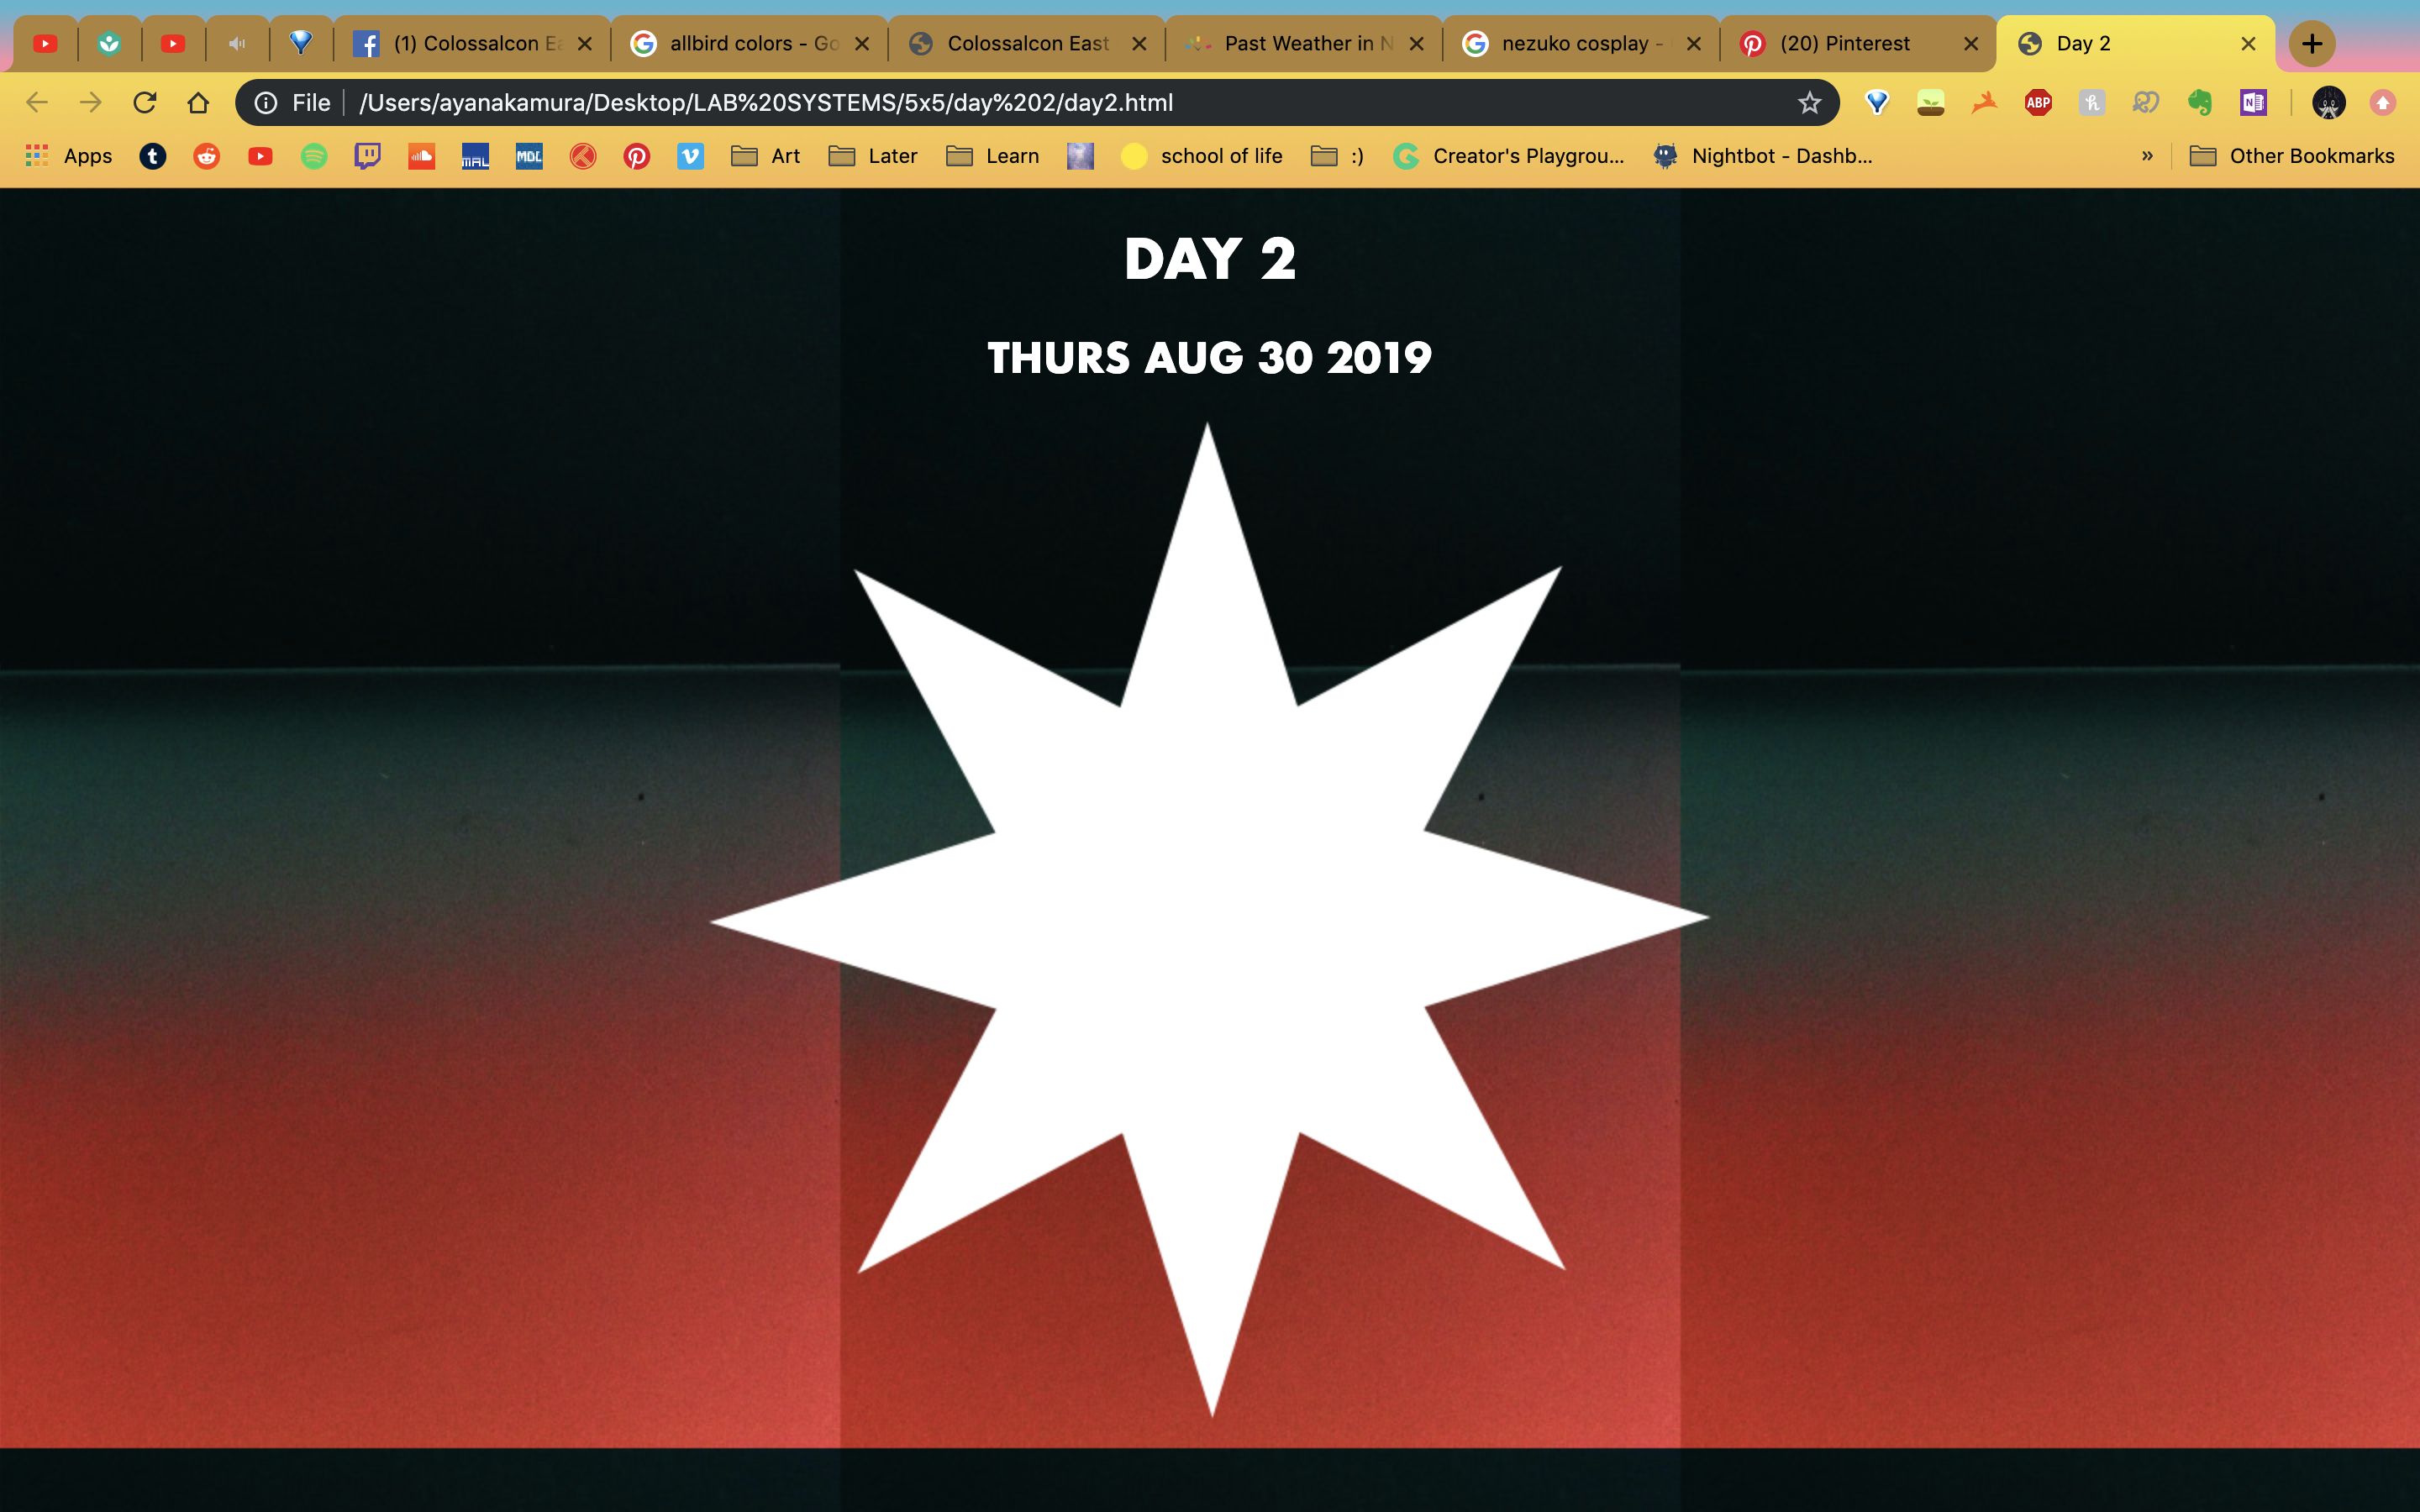 (1) Colossalcon Ea
allbird colors - Go
Colossalcon East
Past Weather in N
nezuko cosplay -
(20) Pinterest
Day 2
File
/Users/ayanakamura/Desktop/LAB%20SYSTEMS/5x5/day%202/day2.html
ABP
Apps
MAL
MDL
Art
Later
Learn
school of life
:)
Creator's Playgrou...
Nightbot - Dashb...
»
Other Bookmarks
DAY 2
THURS AUG 30 2019